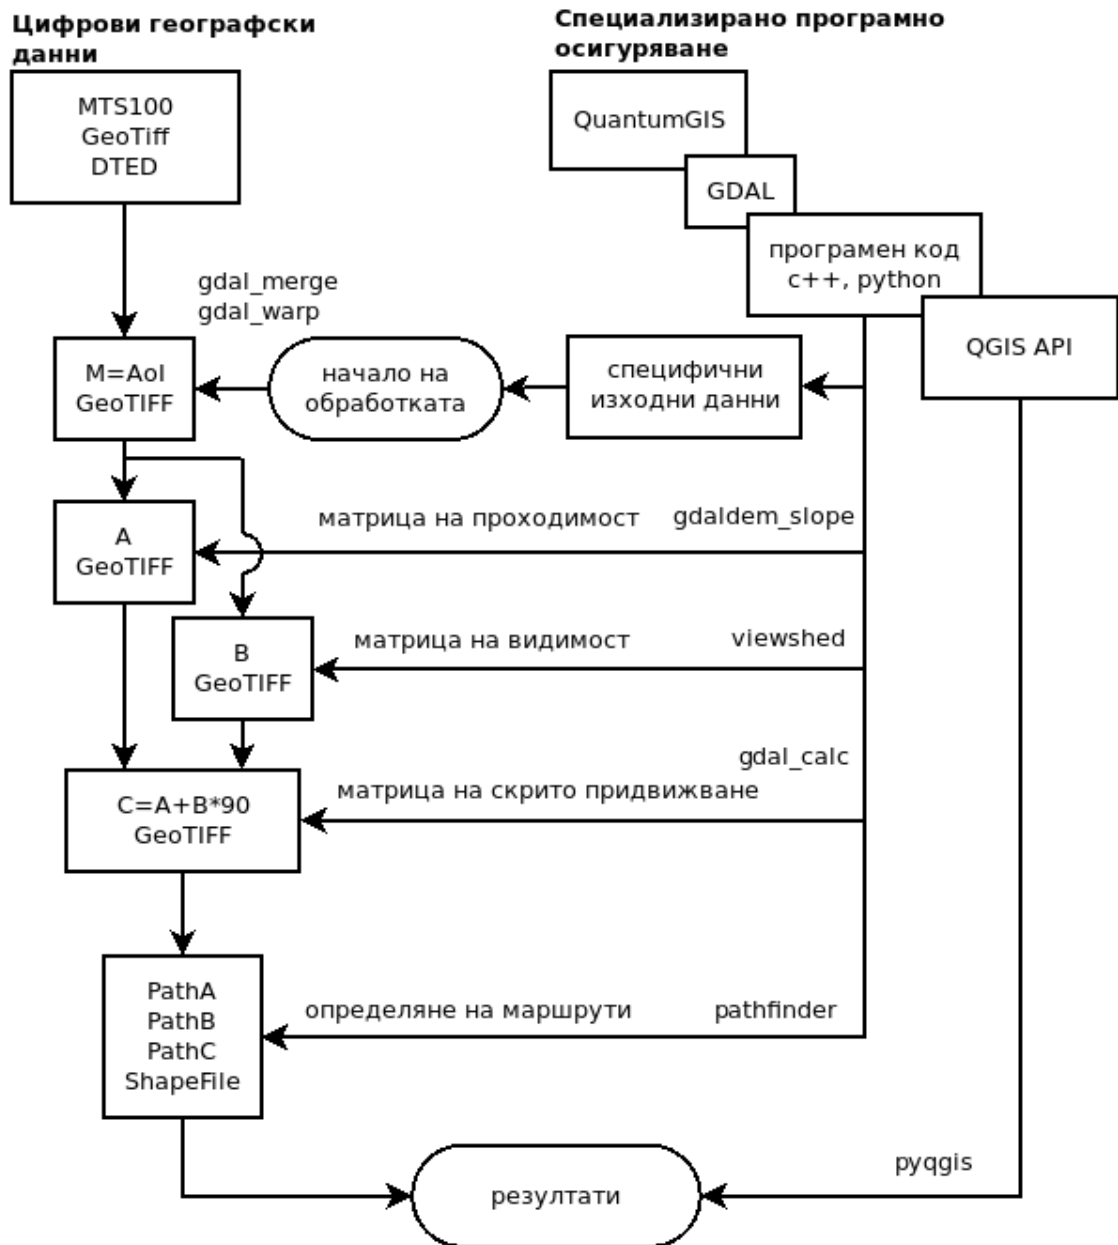 Цифрови географски
данни
Специализирано програмно
осигуряване
MTS100
GeoTiff
DTED
QuantumGIS
GDAL
програмен код
c++, python
QGIS API
gdal_merge
gdal_warp
M=AoI
GeoTIFF
начало на
обработката
специфични
изходни данни
A
GeoTIFF
матрица на проходимост
gdaldem_slope
B
GeoTIFF
матрица на видимост
viewshed
gdal_calc
C=A+B*90
GeoTIFF
матрица на скрито придвижване
PathA
PathB
PathC
ShapeFile
определяне на маршрути
pathfinder
резултати
pyqgis